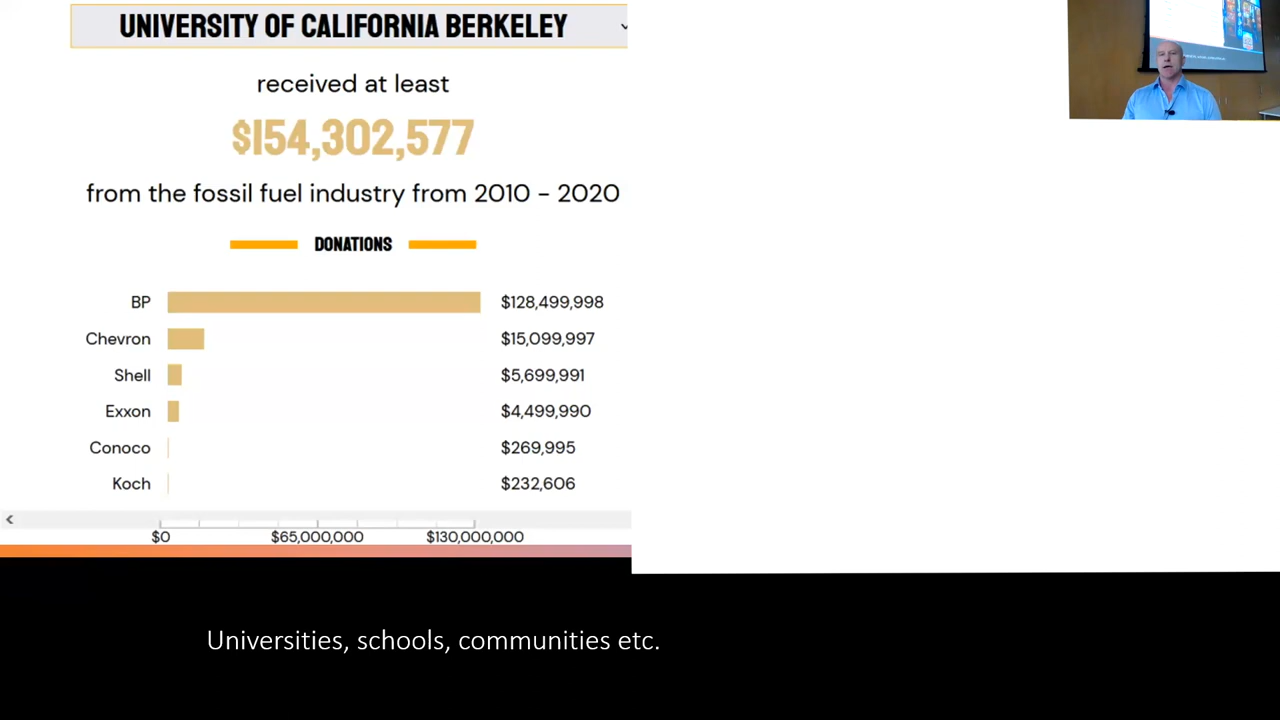 UNIVERSITY OF CALIFORNIA BERKELEY
received at least
$154,302,577
from the fossil fuel industry from 2010 - 2020
DONATIONS
BP $128,499,998
Chevron $15,099,997
Shell $5,699,991
Exxon $4,499,990
Conoco $269,995
Koch $232,606
$0 $65,000,000 $130,000,000
Universities, schools, communities etc.